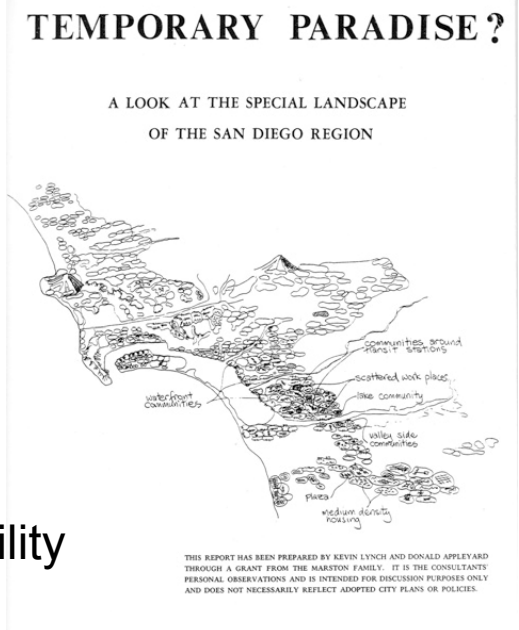 TEMPORARY PARADISE?
A LOOK AT THE SPECIAL LANDSCAPE
OF THE SAN DIEGO REGION
communities around
transit stations
scattered work places
lake community
waterfront
communities
valley side
communities
plazas
medium density
housing
ility
THIS REPORT HAS BEEN PREPARED BY KEVIN LYNCH AND DONALD APPLEYARD
THROUGH A GRANT FROM THE MARSTON FAMILY. IT IS THE CONSULTANTS'
PERSONAL OBSERVATIONS AND IS INTENDED FOR DISCUSSION PURPOSES ONLY
AND DOES NOT NECESSARILY REFLECT ADOPTED CITY PLANS OR POLICIES.